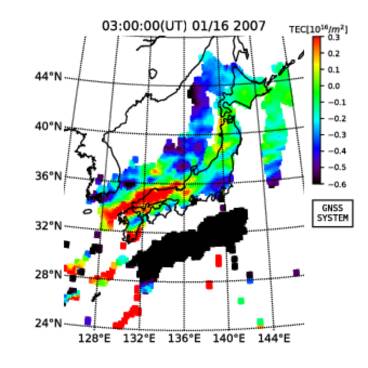 03:00:00(UT) 01/16 2007
TEC[10¹⁶/m²]
44°N
40°N
36°N
32°N
28°N
24°N
128°E 132°E 136°E 140°E 144°E
0.3
0.2
0.1
0.0
−0.1
−0.2
−0.3
−0.4
−0.5
−0.6
GNSS
SYSTEM